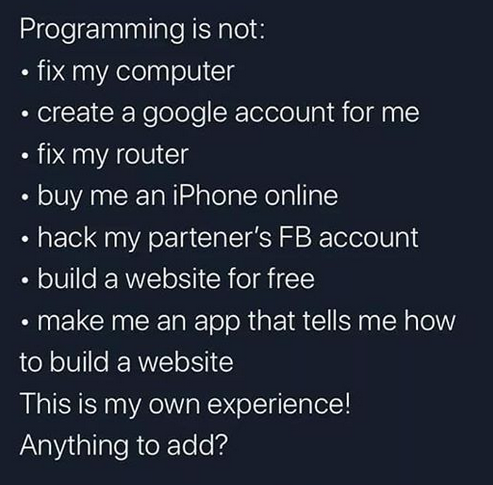 Programming is not:
• fix my computer
• create a google account for me
• fix my router
• buy me an iPhone online
• hack my partener's FB account
• build a website for free
• make me an app that tells me how
to build a website
This is my own experience!
Anything to add?